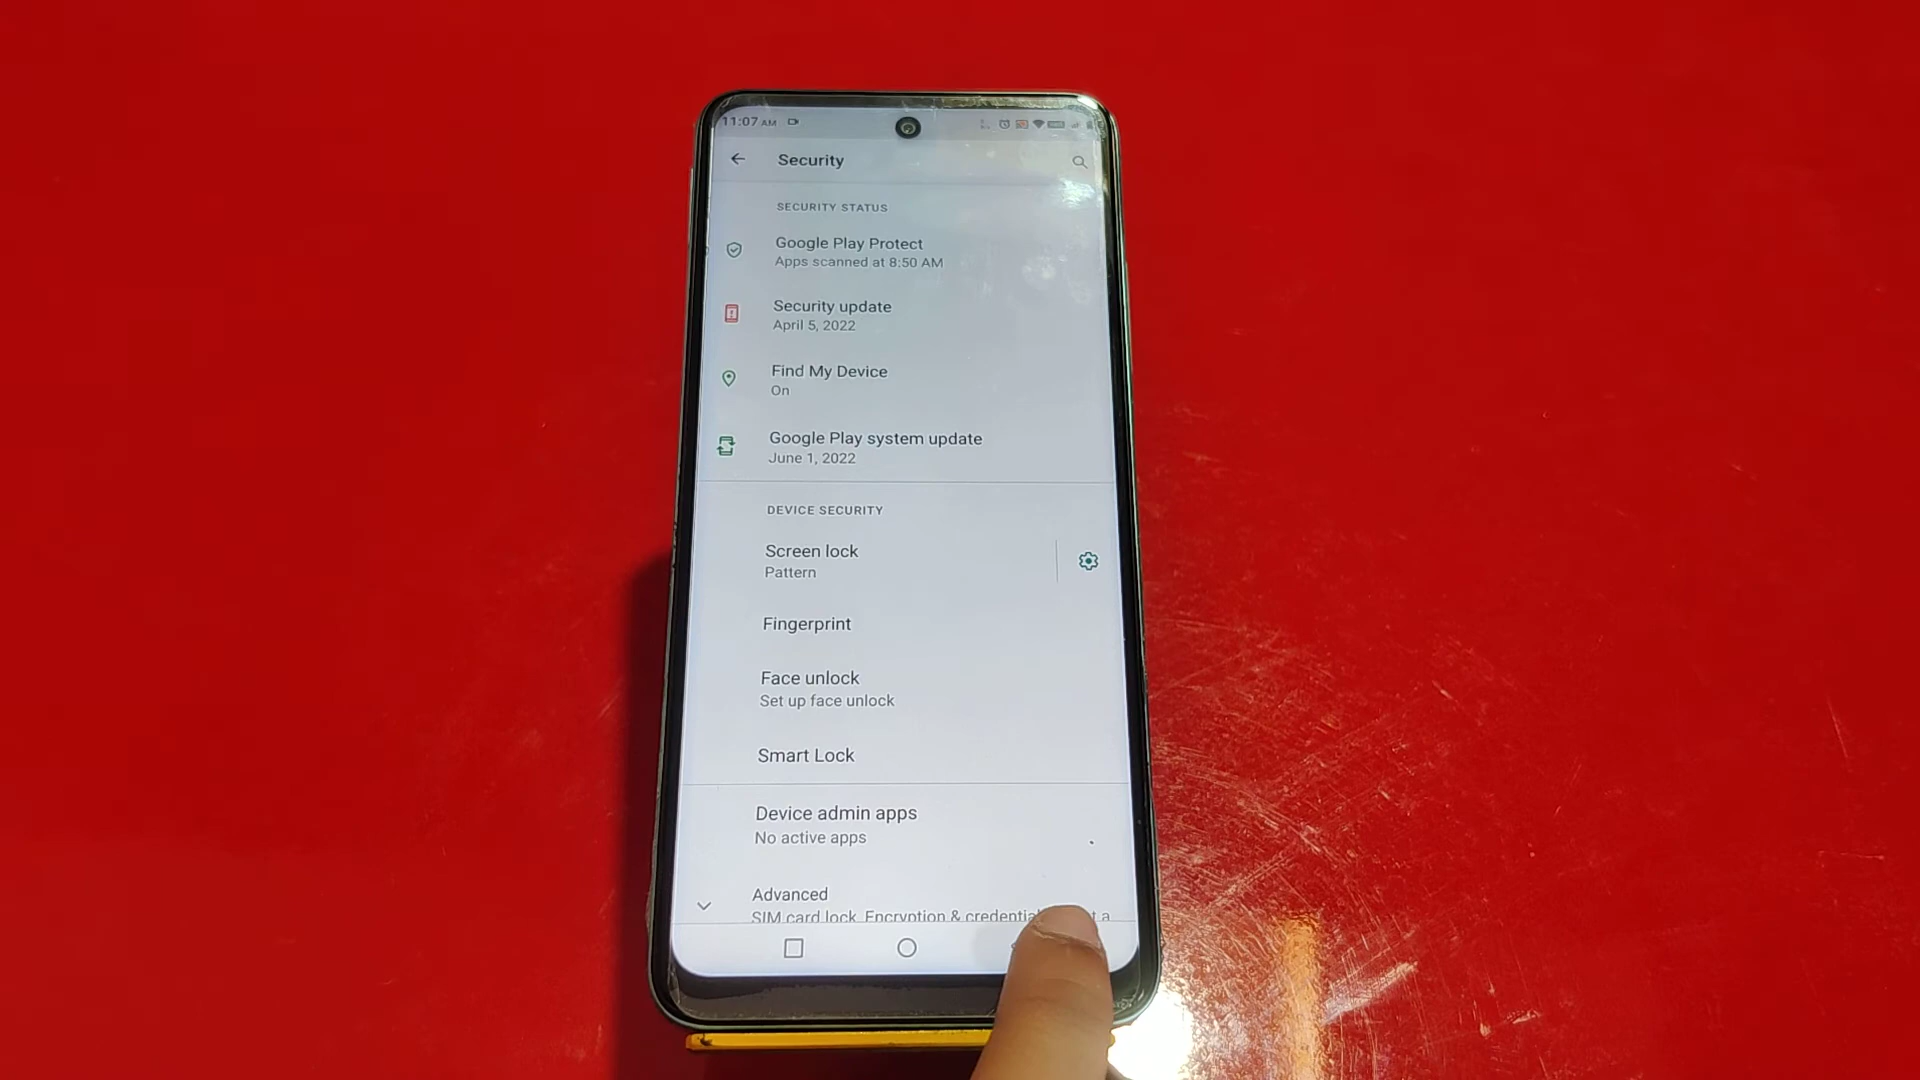 11:07 AM
Security
SECURITY STATUS
Google Play Protect
Apps scanned at 8:50 AM
Security update
April 5, 2022
Find My Device
On
Google Play system update
June 1, 2022
DEVICE SECURITY
Screen lock
Pattern
Fingerprint
Face unlock
Set up face unlock
Smart Lock
Device admin apps
No active apps
Advanced
SIM card lock, Encryption & a